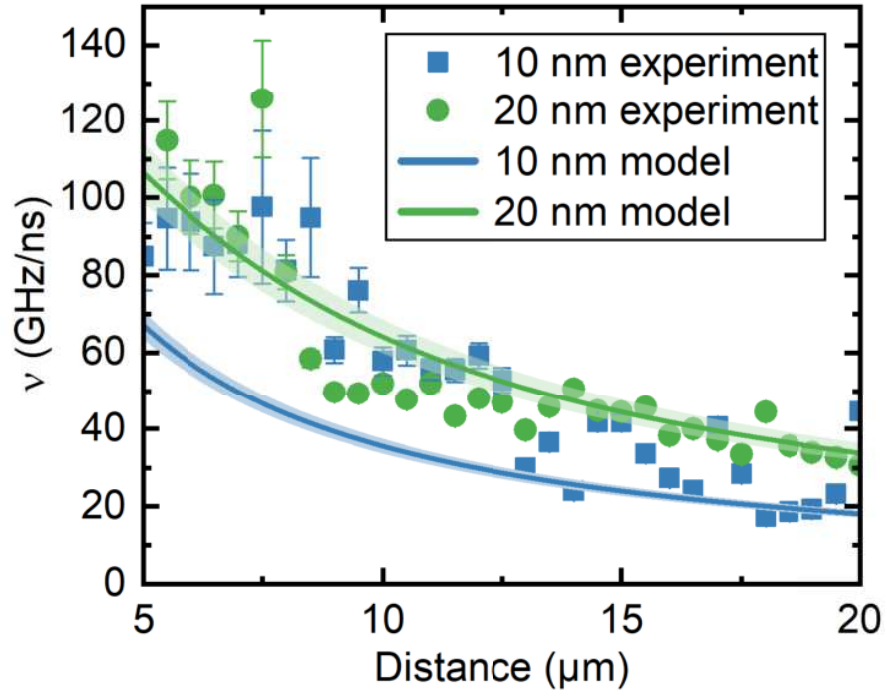 140
120
100
80
60
40
20
0
ν (GHz/ns)
10 nm experiment
20 nm experiment
10 nm model
20 nm model
5
10
15
20
Distance (μm)